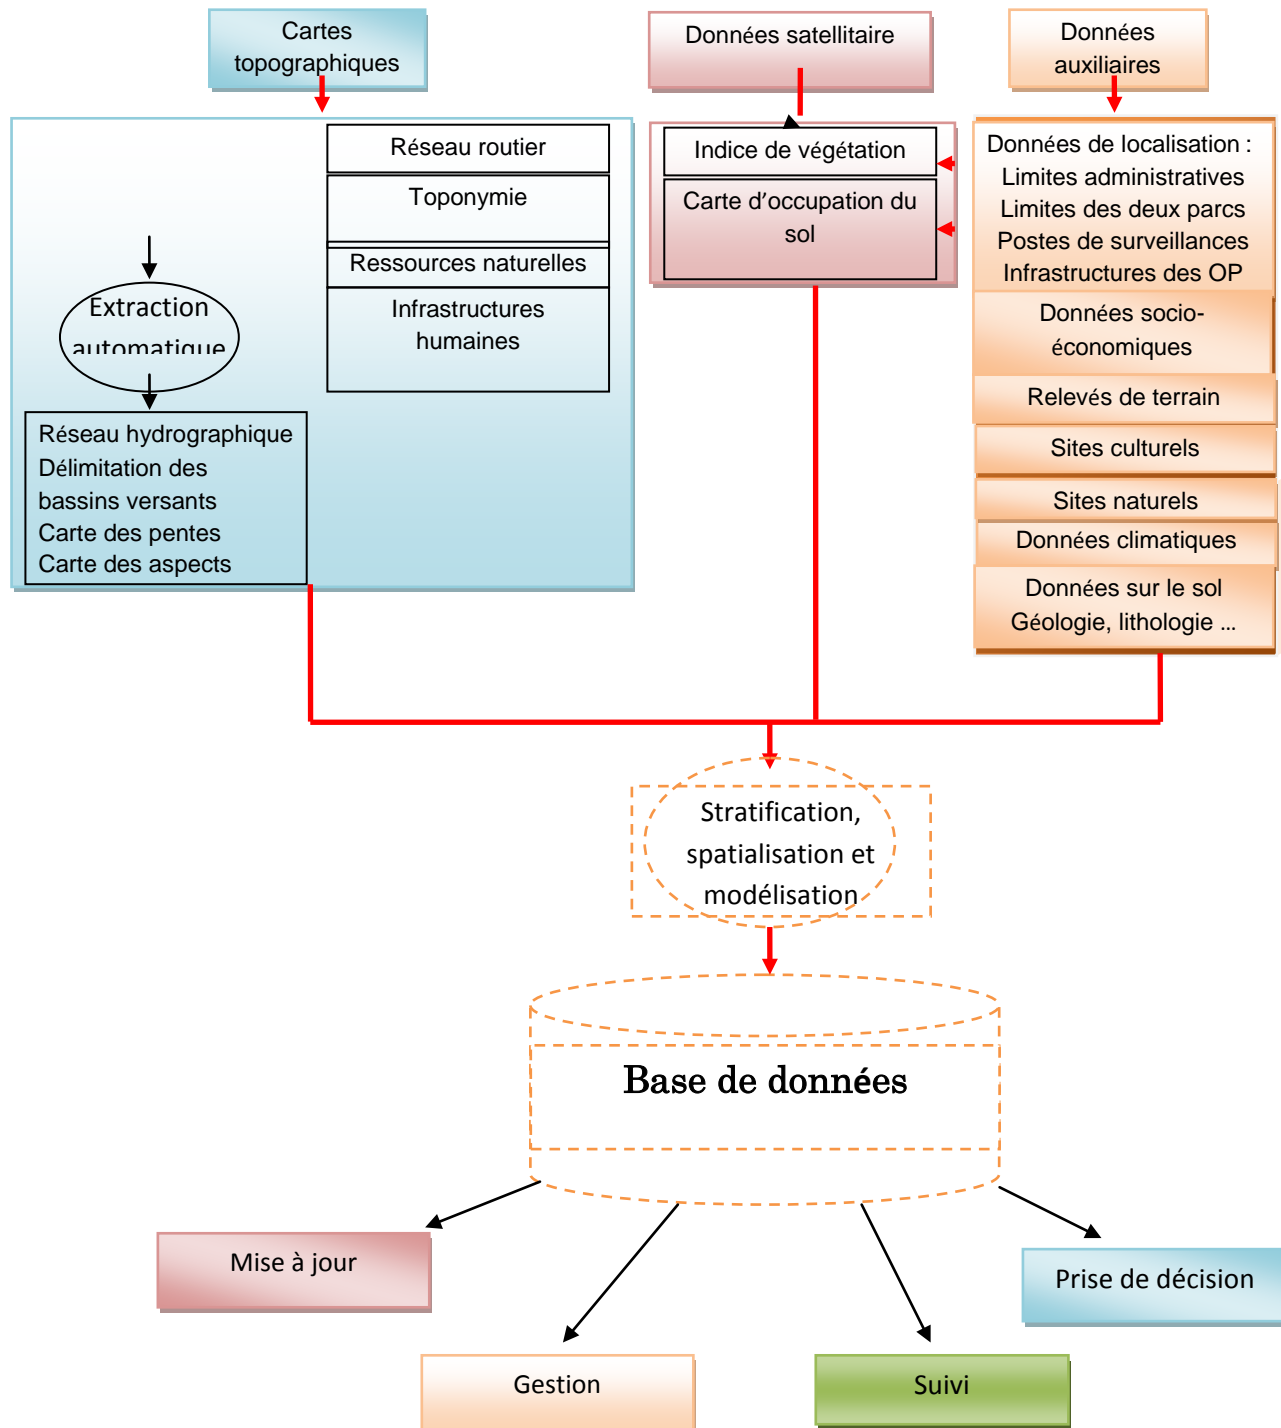 Cartes
topographiques
Données satellitaire
Données
auxiliaires
Réseau routier
Toponymie
Ressources naturelles
Infrastructures
humaines
Extraction
automatique
Réseau hydrographique
Délimitation des
bassins versants
Carte des pentes
Carte des aspects
Indice de végétation
Carte d’occupation du
sol
Données de localisation :
Limites administratives
Limites des deux parcs
Postes de surveillances
Infrastructures des OP
Données socio-
économiques
Relevés de terrain
Sites culturels
Sites naturels
Données climatiques
Données sur le sol
Géologie, lithologie ...
Stratification,
spatialisation et
modélisation
Base de données
Mise à jour
Prise de décision
Gestion
Suivi